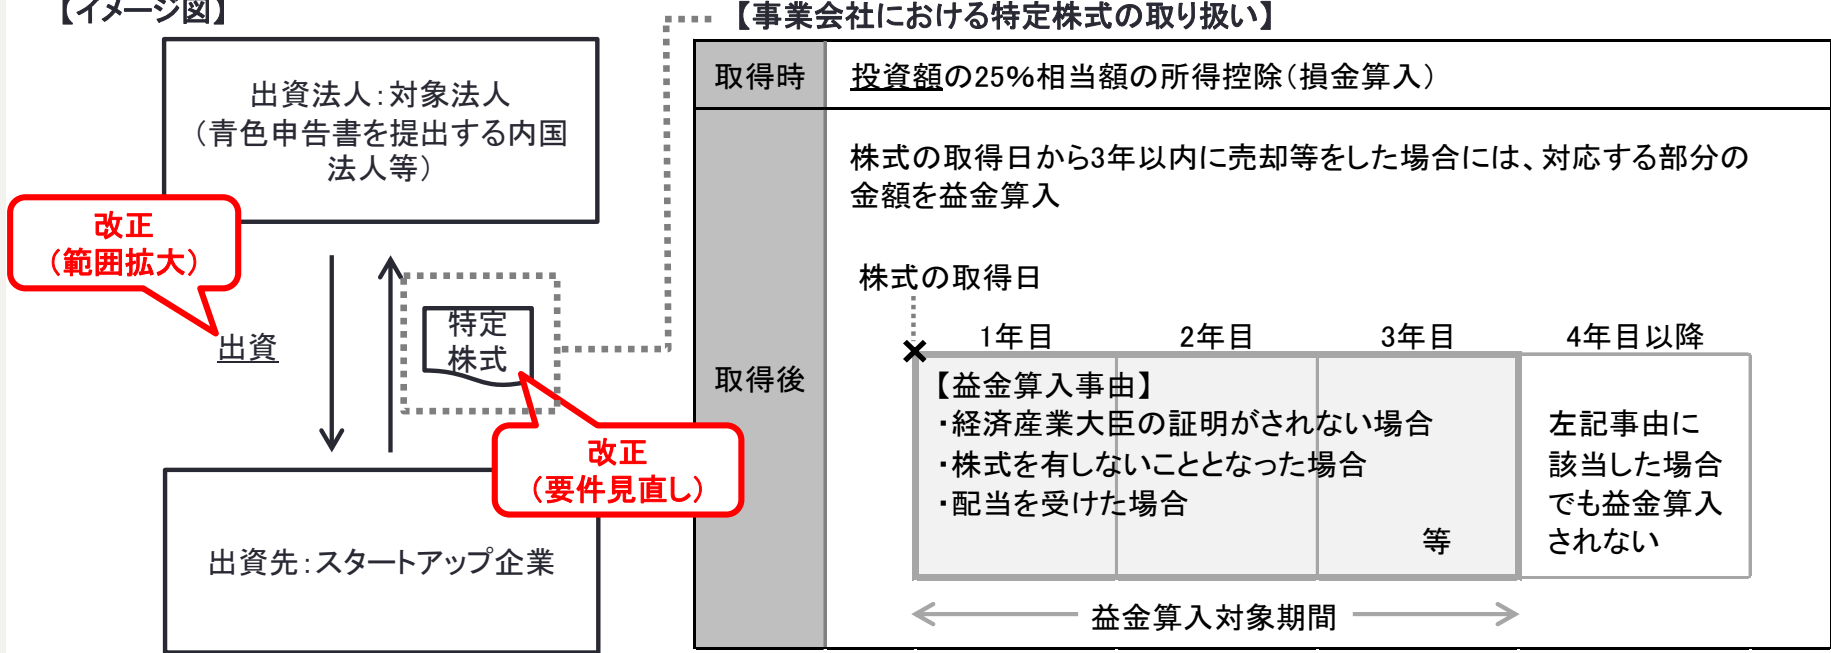 【イメージ図】
出資法人：対象法人
（青色申告書を提出する内国
法人等）
改正
（範囲拡大）
出資
特定
株式
改正
（要件見直し）
出資先：スタートアップ企業
【事業会社における特定株式の取り扱い】
取得時
投資額の25％相当額の所得控除（損金算入）
取得後
株式の取得日から3年以内に売却等をした場合には、対応する部分の
金額を益金算入
株式の取得日
1年目 2年目 3年目 4年目以降
【益金算入事由】
・経済産業大臣の証明がされない場合
・株式を有しないこととなった場合
・配当を受けた場合
等
左記事由に
該当した場合
でも益金算入
されない
益金算入対象期間